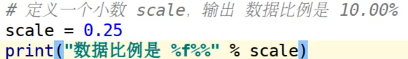 # 定义一个小数 scale，输出 数据比例是 10.00%
scale = 0.25
print("数据比例是 %f%%" % scale)